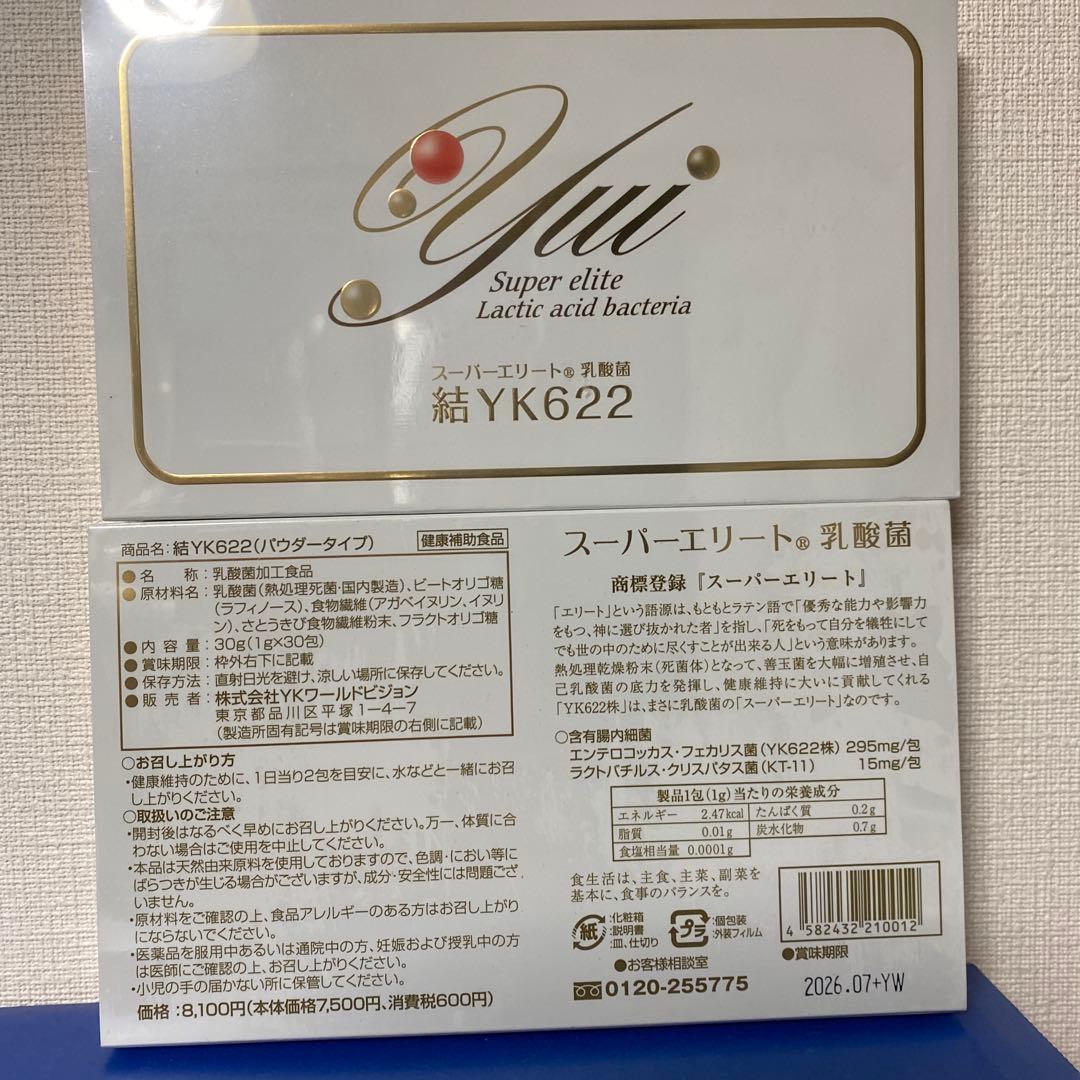 Yui
Super elite
Lactic acid bacteria
スーパーエリート® 乳酸菌
結YK622
商品名:結YK622(パウダータイプ)
健康補助食品
●名 称:乳酸菌加工食品
●原材料名:乳酸菌(熱処理死菌・国内製造)、ビートオリゴ糖
(ラフィノース)、食物繊維(アガベイヌリン、イヌリ
ン)、さとうきび食物繊維粉末、フラクトオリゴ糖
●内 容 量:30g(1g×30包)
●賞味期限:枠外右下に記載
●保存方法:直射日光を避け、涼しい場所に保存してください。
●販 売 者:株式会社YKワールドビジョン
東京都品川区平塚1-4-7
(製造所固有記号は賞味期限の右側に記載)
○お召し上がり方
・健康維持のために、1日当り2包を目安に、水などと一緒にお召
し上がりください。
○取扱いのご注意
・開封後はなるべく早めにお召し上がりください。万一、体質に合
わない場合はご使用を中止してください。
・本品は天然由来原料を使用しておりますので、色調・におい等に
ばらつきが生じる場合がございますが、成分・安全性には問題ござ
いません。
・原材料をご確認の上、食品アレルギーのある方はお召し上がり
にならないでください。
・医薬品を服用中あるいは通院中の方、妊娠および授乳中の方
は医師にご確認の上、お召し上がりください。
・小児の手の届かない所に保管してください。
価格:8,100円(本体価格7,500円、消費税600円)
スーパーエリート® 乳酸菌
商標登録『スーパーエリート』
「エリート」という語源は、もともとラテン語で「優秀な能力や影響力
をもつ、神に選び抜かれた者」を指し、「死をもって自分を犠牲にして
でも世の中のために尽くすことが出来る人」という意味があります。
熱処理乾燥粉末(死菌体)となって、善玉菌を大幅に増殖させ、自
己乳酸菌の底力を発揮し、健康維持に大いに貢献してくれる
「YK622株」は、まさに乳酸菌の「スーパーエリート」なのです。
○含有腸内細菌
エンテロコッカス・フェカリス菌(YK622株) 295mg/包
ラクトバチルス・クリスパタス菌(KT-11) 15mg/包
製品1包(1g)当たりの栄養成分
エネルギー 2.47kcal たんぱく質 0.2g
脂質 0.01g 炭水化物 0.7g
食塩相当量 0.0001g
食生活は、主食、主菜、副菜を
基本に、食事のバランスを。
紙 :化粧箱 :説明書 :皿、仕切り
プラ :個包装 :外装フィルム
●お客様相談室
0120-255775
4 582432 210012
●賞味期限
2026.07+YW